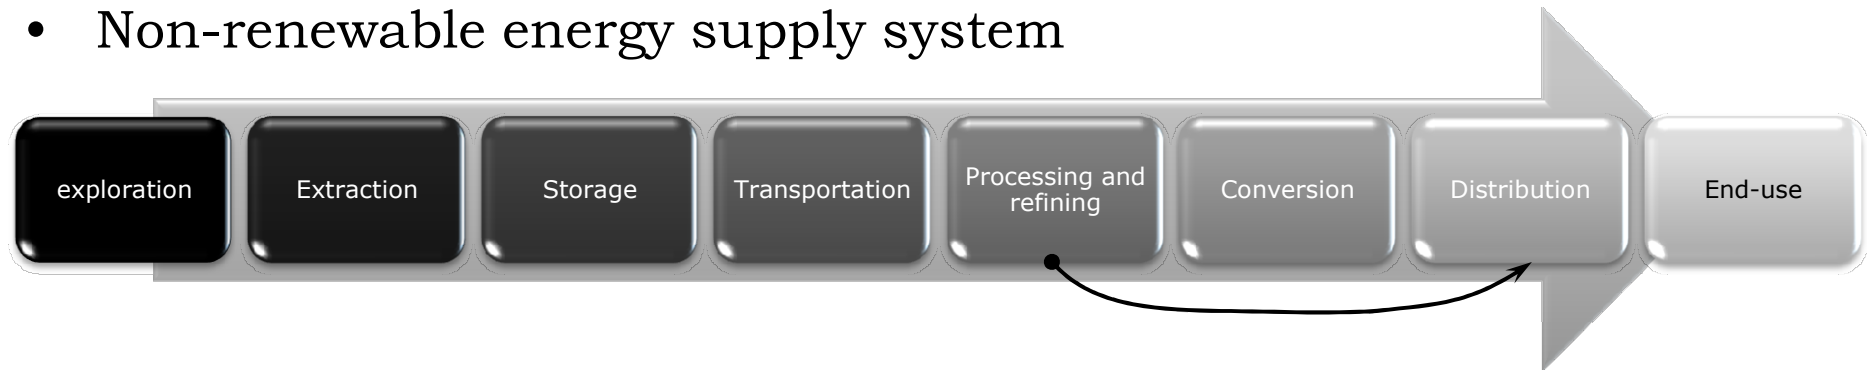 • Non-renewable energy supply system
exploration
Extraction
Storage
Transportation
Processing and
refining
Conversion
Distribution
End-use